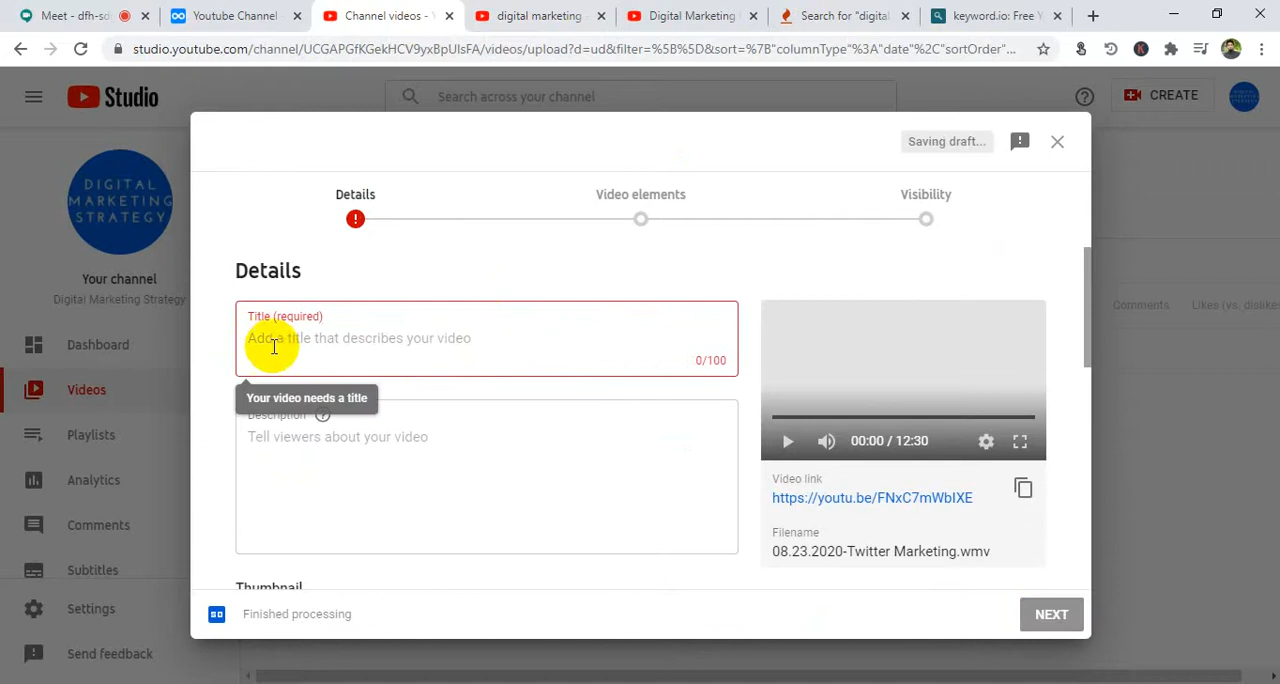 Meet - dfh-sd
Youtube Channel
Channel videos - Y
digital marketing -
Digital Marketing
Search for "digital
keyword.io: Free Y
studio.youtube.com/channel/UCGAPGfKGekHCV9yxBpUlsFA/videos/upload?d=ud&filter=%5B%5D&sort=%7B"columnType"%3A"date"%2C"sortOrder"...
K
Studio
Search across your channel
CREATE
DIGITAL
MARKETING
STRATEGY
Your channel
Digital Marketing Strategy
Dashboard
Videos
Playlists
Analytics
Comments
Subtitles
Settings
Send feedback
Saving draft...
Details
Video elements
Visibility
Details
Title (required)
Add a title that describes your video
0/100
Your video needs a title
Description
Tell viewers about your video
Thumbnail
00:00 / 12:30
Video link
https://youtu.be/FNxC7mWbIXE
Filename
08.23.2020-Twitter Marketing.wmv
Comments
Likes (vs. dislikes
SD
Finished processing
NEXT